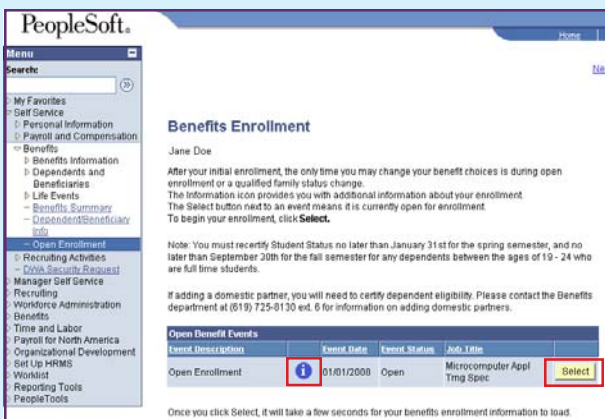 PeopleSoft.
Home
Ne
Menu
Search:
My Favorites
Self Service
Personal Information
Payroll and Compensation
Benefits
Benefits Information
Dependents and
Beneficiaries
Life Events
Benefits Summary
Dependent/Beneficiary
Info
Open Enrollment
Recruiting Activities
DWA Security Request
Manager Self Service
Recruiting
Workforce Administration
Benefits
Time and Labor
Payroll for North America
Organizational Development
Set Up HRMS
Worklist
Reporting Tools
PeopleTools
Benefits Enrollment
Jane Doe
After your initial enrollment, the only time you may change your benefit choices is during open
enrollment or a qualified family status change.
The Information icon provides you with additional information about your enrollment.
The Select button next to an event means it is currently open for enrollment.
To begin your enrollment, click Select.
Note: You must recertify Student Status no later than January 31st for the spring semester, and no
later than September 30th for the fall semester for any dependents between the ages of 19 - 24 who
are full time students.
If adding a domestic partner, you will need to certify dependent eligibility. Please contact the Benefits
department at (619) 725-8130 ext. 6 for information on adding domestic partners.
Open Benefit Events
Event Description Event Date Event Status Job Title
Open Enrollment i 01/01/2008 Open Microcomputer Appl Select
Trng Spec
Once you click Select, it will take a few seconds for your benefits enrollment information to load.